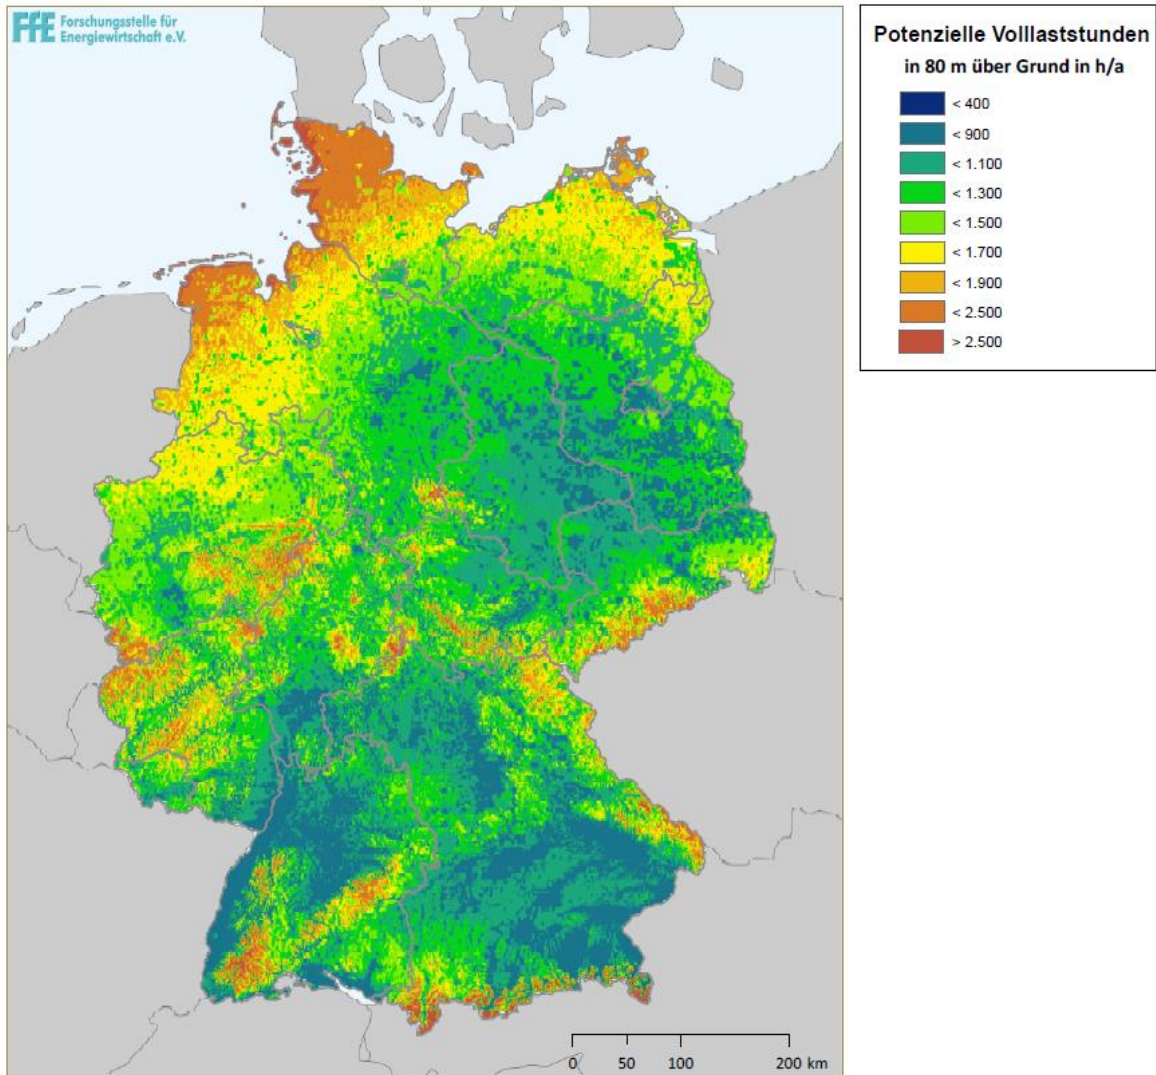 FfE Forschungsstelle für
Energiewirtschaft e.V.
Potenzielle Volllaststunden
in 80 m über Grund in h/a
< 400
< 900
< 1.100
< 1.300
< 1.500
< 1.700
< 1.900
< 2.500
> 2.500
0 50 100 200 km